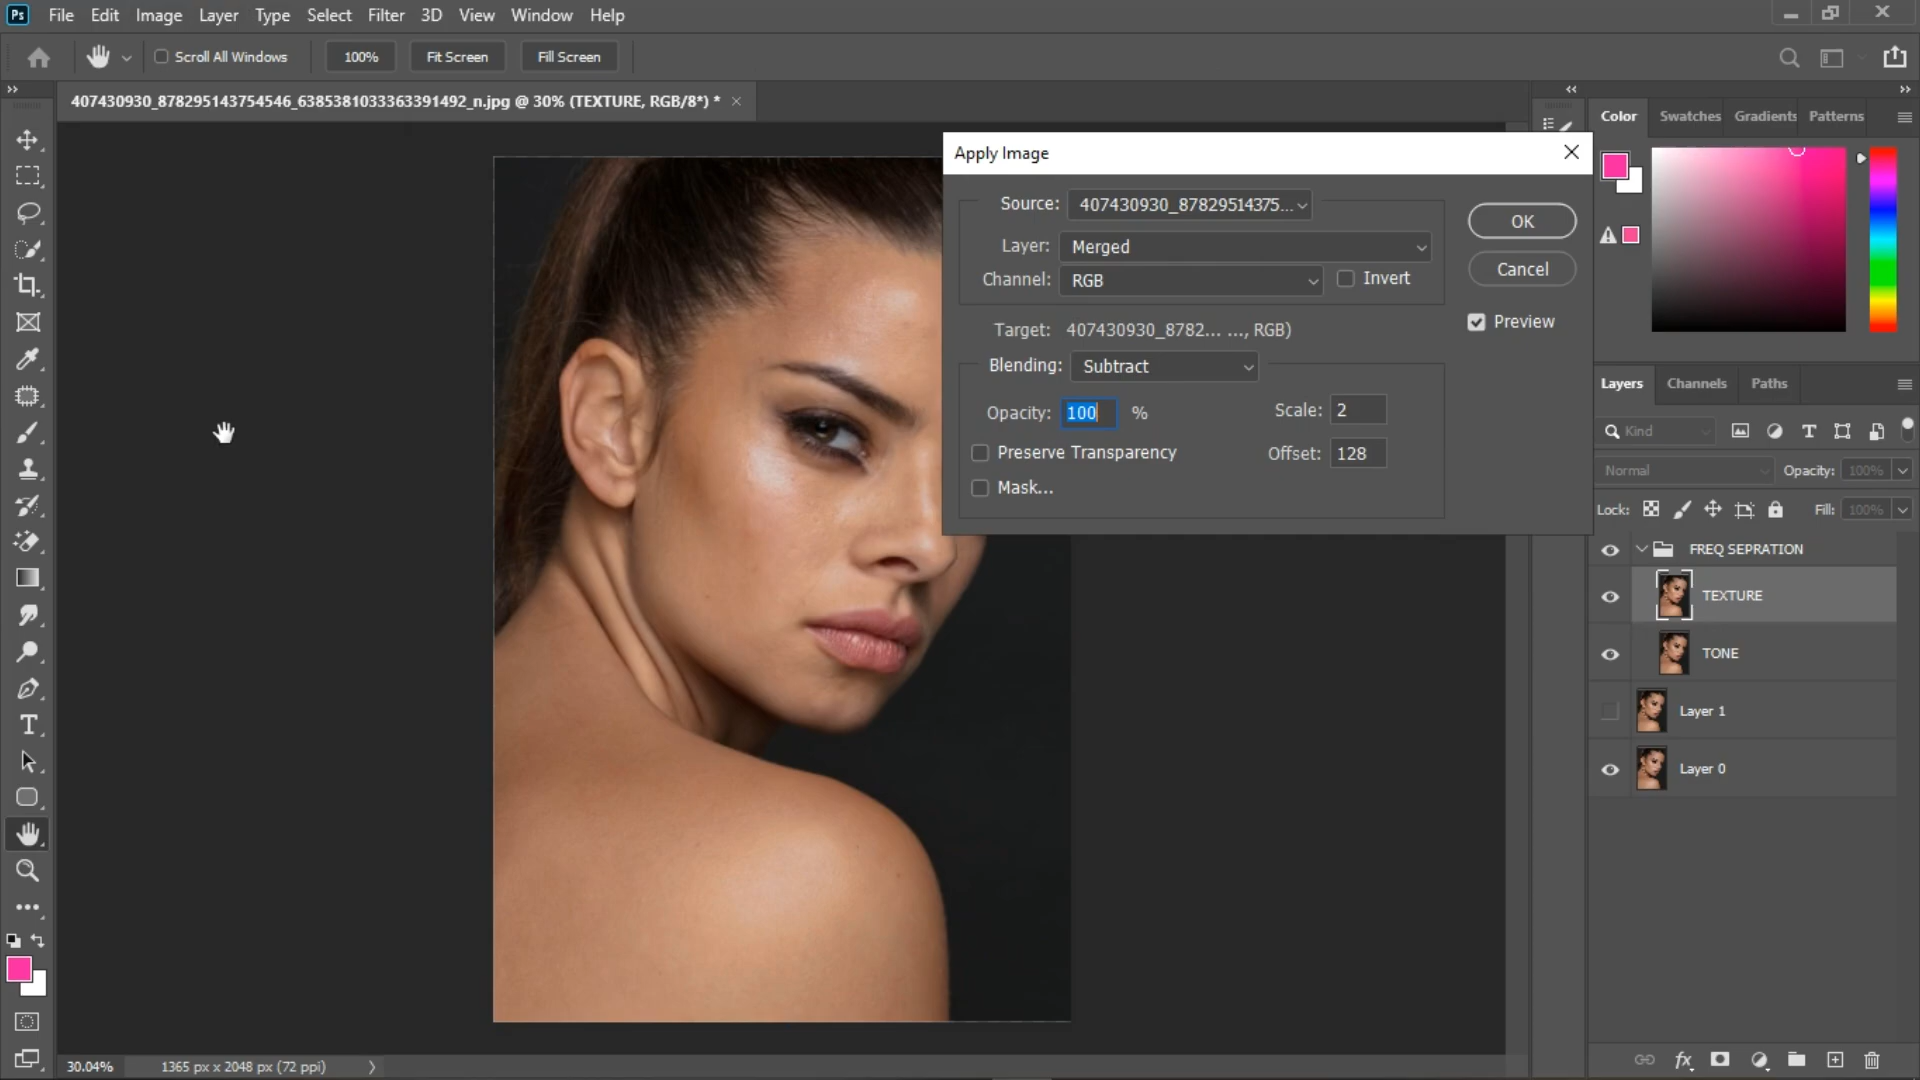 Ps File Edit Image Layer Type Select Filter 3D View Window Help
Scroll All Windows 100% Fit Screen Fill Screen
407430930_878295143754546_6385381033363391492_n.jpg @ 30% (TEXTURE, RGB/8*) *
Apply Image
Source: 407430930_87829514375...
Layer: Merged
Channel: RGB Invert
Target: 407430930_8782... ..., RGB)
Blending: Subtract
Opacity: 100 % Scale: 2
Preserve Transparency Offset: 128
Mask...
OK
Cancel
Preview
Color Swatches Gradients Patterns
Layers Channels Paths
Kind
Normal Opacity: 100%
Lock: Fill: 100%
FREQ SEPRATION
TEXTURE
TONE
Layer 1
Layer 0
fx
30.04% 1365 px x 2048 px (72 ppi)